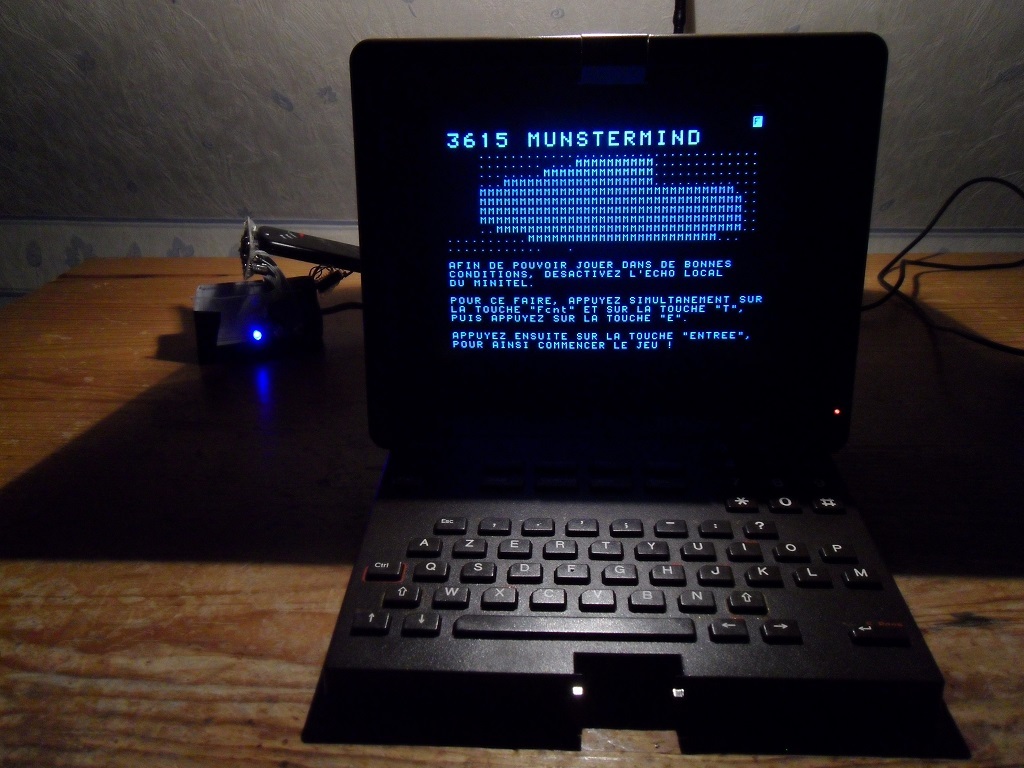 F
3615 MUNSTERMIND
AFIN DE POUVOIR JOUER DANS DE BONNES
CONDITIONS, DESACTIVEZ L'ECHO LOCAL
DU MINITEL.
POUR CE FAIRE, APPUYEZ SIMULTANEMENT SUR
LA TOUCHE "Fcnt" ET SUR LA TOUCHE "T",
PUIS APPUYEZ SUR LA TOUCHE "E".
APPUYEZ ENSUITE SUR LA TOUCHE "ENTREE",
POUR AINSI COMMENCER LE JEU !
* 0 #
Esc , . ' ; - : ?
A Z E R T Y U I O P
Ctrl Q S D F G H J K L M
⇧ W X C V B N ⇧
↑ ↓ ← → ↵